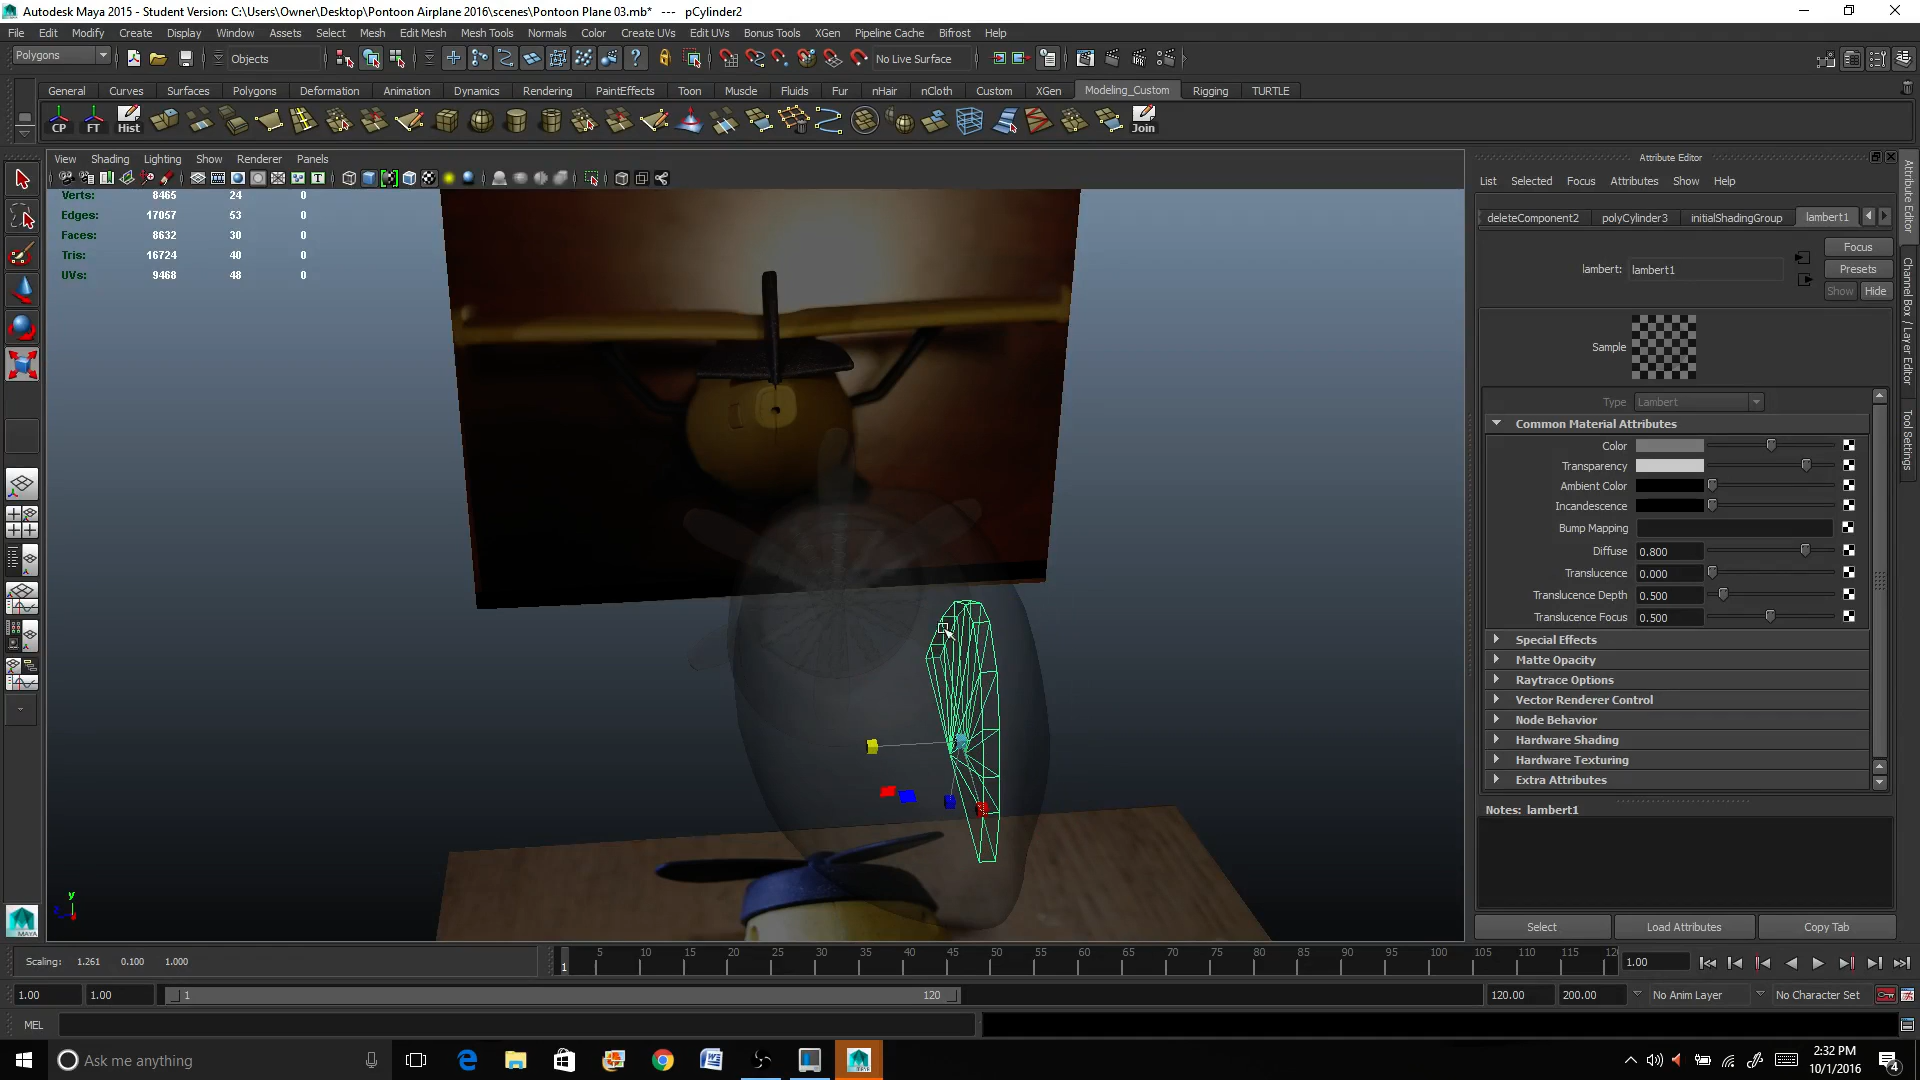 Autodesk Maya 2015 - Student Version: C:\Users\Owner\Desktop\Pontoon Airplane 2016\scenes\Pontoon Plane 03.mb* --- pCylinder2
File Edit Modify Create Display Window Assets Select Mesh Edit Mesh Mesh Tools Normals Color Create UVs Edit UVs Bonus Tools XGen Pipeline Cache Bifrost Help
Polygons Objects No Live Surface
General Curves Surfaces Polygons Deformation Animation Dynamics Rendering PaintEffects Toon Muscle Fluids Fur nHair nCloth Custom XGen Modeling_Custom Rigging TURTLE
CP FT Hist Join
View Shading Lighting Show Renderer Panels
Verts: 8465 24 0
Edges: 17057 53 0
Faces: 8632 30 0
Tris: 16724 40 0
UVs: 9468 48 0
y
Attribute Editor
List Selected Focus Attributes Show Help
deleteComponent2 polyCylinder3 initialShadingGroup lambert1
Focus
lambert: lambert1 Presets
Show Hide
Sample
Type Lambert
Common Material Attributes
Color
Transparency
Ambient Color
Incandescence
Bump Mapping
Diffuse 0.800
Translucence 0.000
Translucence Depth 0.500
Translucence Focus 0.500
Special Effects
Matte Opacity
Raytrace Options
Vector Renderer Control
Node Behavior
Hardware Shading
Hardware Texturing
Extra Attributes
Notes: lambert1
Select Load Attributes Copy Tab
Attribute Editor
Channel Box / Layer Editor
Tool Settings
MAYA
Scaling: 1.261 0.100 1.000
1 5 10 15 20 25 30 35 40 45 50 55 60 65 70 75 80 85 90 95 100 105 110 115 12
1.00
1.00 1.00 1 120 120.00 200.00 No Anim Layer No Character Set
MEL
Ask me anything
2:32 PM
10/1/2016
4